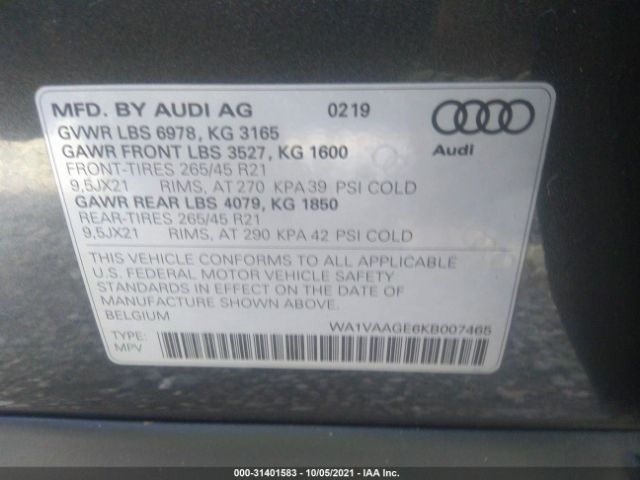 MFD. BY AUDI AG 0219
GVWR LBS 6978, KG 3165
GAWR FRONT LBS 3527, KG 1600
Audi
FRONT-TIRES 265/45 R21
9,5JX21 RIMS, AT 270 KPA 39 PSI COLD
GAWR REAR LBS 4079, KG 1850
REAR-TIRES 265/45 R21
9,5JX21 RIMS, AT 290 KPA 42 PSI COLD
THIS VEHICLE CONFORMS TO ALL APPLICABLE
U.S. FEDERAL MOTOR VEHICLE SAFETY
STANDARDS IN EFFECT ON THE DATE OF
MANUFACTURE SHOWN ABOVE.
BELGIUM
WA1VAAGE6KB007465
TYPE:
MPV
000-31401583 - 10/05/2021 - IAA Inc.